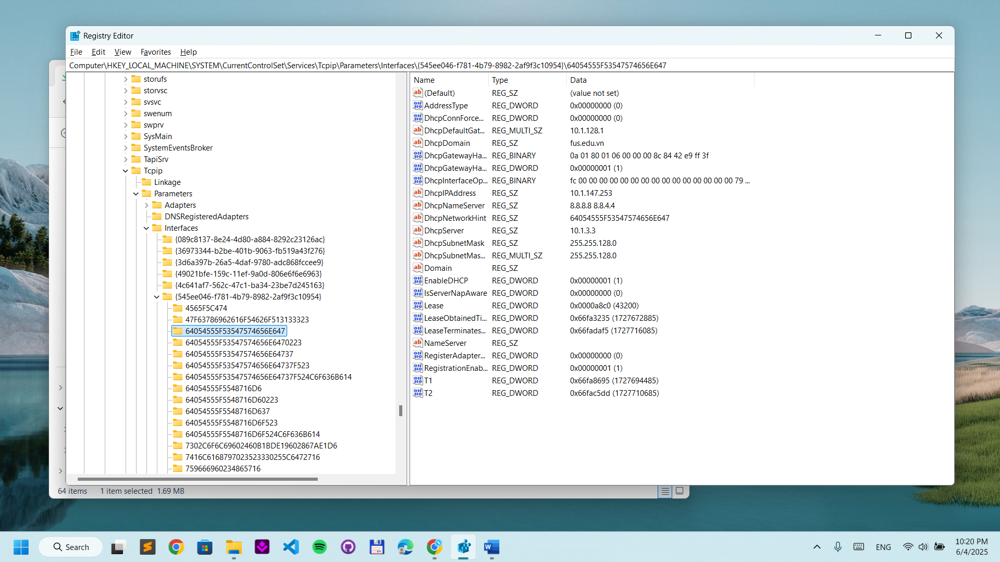 Registry Editor
File Edit View Favorites Help
Computer\HKEY_LOCAL_MACHINE\SYSTEM\CurrentControlSet\Services\Tcpip\Parameters\Interfaces\{545ee046-f781-4b79-8982-2af9f3c10954}\64054555F53547574656E647
storufs
storvsc
svsvc
swenum
swprv
SysMain
SystemEventsBroker
TapiSrv
Tcpip
Linkage
Parameters
Adapters
DNSRegisteredAdapters
Interfaces
{089c8137-8e24-4d80-a884-8292c23126ac}
{36973344-b2be-401b-9063-fb519a43f276}
{3d6a397b-26a5-4daf-9780-adc868fccee9}
{49021bfe-159c-11ef-9a0d-806e6f6e6963}
{4c641af7-562c-47c1-ba34-23be7d245163}
{545ee046-f781-4b79-8982-2af9f3c10954}
4565F5C474
47F63786962616F54626F513133323
64054555F53547574656E647
64054555F53547574656E6470223
64054555F53547574656E64737
64054555F53547574656E64737F523
64054555F53547574656E64737F524C6F636B614
64054555F5548716D6
64054555F5548716D60223
64054555F5548716D637
64054555F5548716D6F523
64054555F5548716D6F524C6F636B614
7302C6F6C69602460B1BDE19602867AE1D6
7416C6168797023523330255C6472716
759666960234865716
Name Type Data
(Default) REG_SZ (value not set)
AddressType REG_DWORD 0x00000000 (0)
DhcpConnForce... REG_DWORD 0x00000000 (0)
DhcpDefaultGat... REG_MULTI_SZ 10.1.128.1
DhcpDomain REG_SZ fus.edu.vn
DhcpGatewayHa... REG_BINARY 0a 01 80 01 06 00 00 00 8c 84 42 e9 ff 3f
DhcpGatewayHa... REG_DWORD 0x00000001 (1)
DhcpInterfaceOp... REG_BINARY fc 00 00 00 00 00 00 00 00 00 00 00 00 00 00 00 79 ...
DhcpIPAddress REG_SZ 10.1.147.253
DhcpNameServer REG_SZ 8.8.8.8 8.8.4.4
DhcpNetworkHint REG_SZ 64054555F53547574656E647
DhcpServer REG_SZ 10.1.3.3
DhcpSubnetMask REG_SZ 255.255.128.0
DhcpSubnetMas... REG_MULTI_SZ 255.255.128.0
Domain REG_SZ
EnableDHCP REG_DWORD 0x00000001 (1)
IsServerNapAware REG_DWORD 0x00000000 (0)
Lease REG_DWORD 0x0000a8c0 (43200)
LeaseObtainedTi... REG_DWORD 0x66fa3235 (1727672885)
LeaseTerminates... REG_DWORD 0x66fadaf5 (1727716085)
NameServer REG_SZ
RegisterAdapter... REG_DWORD 0x00000000 (0)
RegistrationEnab... REG_DWORD 0x00000001 (1)
T1 REG_DWORD 0x66fa8695 (1727694485)
T2 REG_DWORD 0x66fac5dd (1727710685)
64 items 1 item selected 1.69 MB
Search
ENG
10:20 PM
6/4/2025